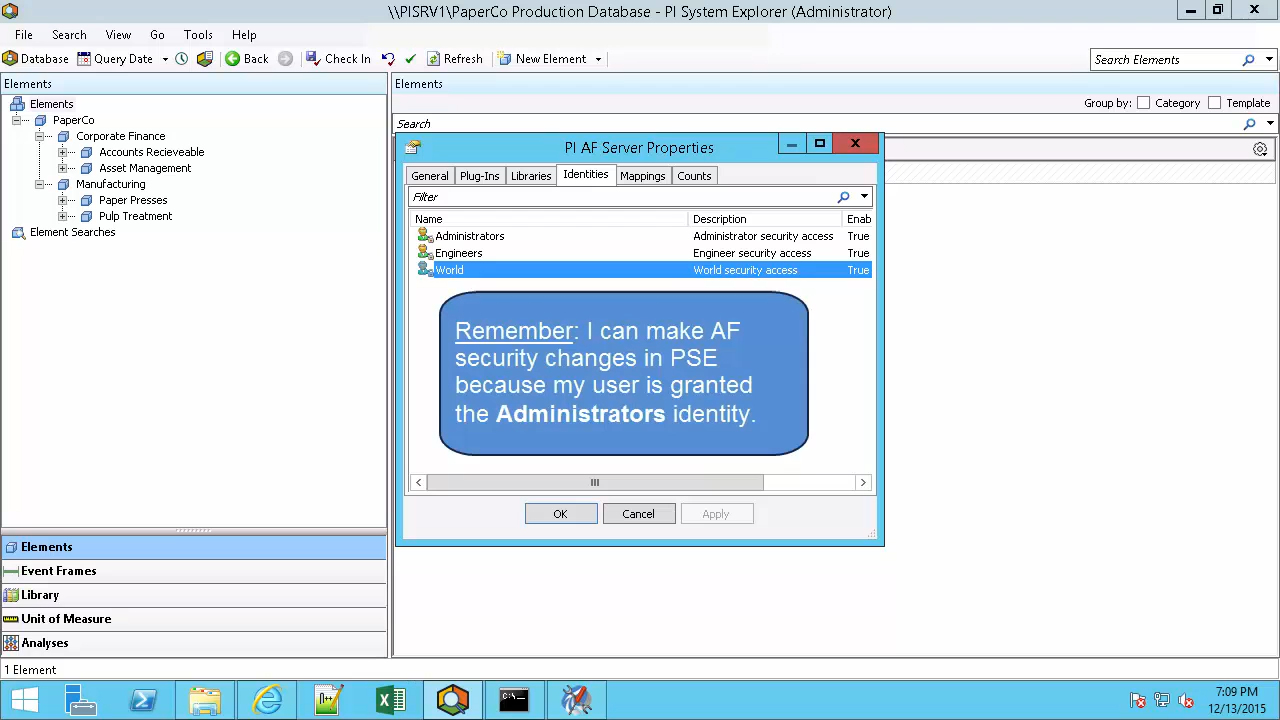 \\PISRV1\PaperCo Production Database - PI System Explorer (Administrator)
File Search View Go Tools Help
Database Query Date Back Check In Refresh New Element Search Elements
Elements
Elements
PaperCo
Corporate Finance
Accounts Recieveable
Asset Management
Manufacturing
Paper Presses
Pulp Treatment
Element Searches
Elements
Event Frames
Library
Unit of Measure
Analyses
Elements
Group by: Category Template
Search
PI AF Server Properties
General Plug-Ins Libraries Identities Mappings Counts
Filter
Name Description Enab
Administrators Administrator security access True
Engineers Engineer security access True
World World security access True
Remember: I can make AF
security changes in PSE
because my user is granted
the Administrators identity.
OK Cancel Apply
1 Element
7:09 PM
12/13/2015